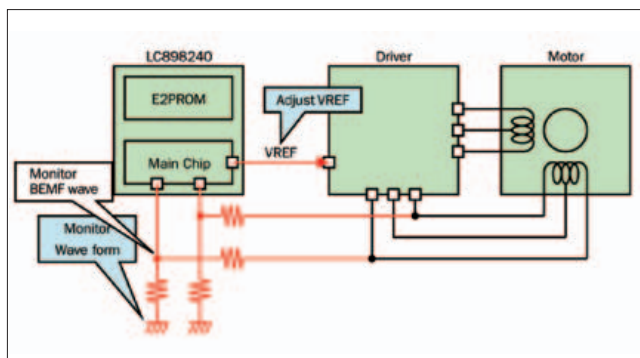 LC898240
Driver
Motor
E2PROM
Adjust VREF
Main Chip
VREF
Monitor
BEMF wave
Monitor
Wave form